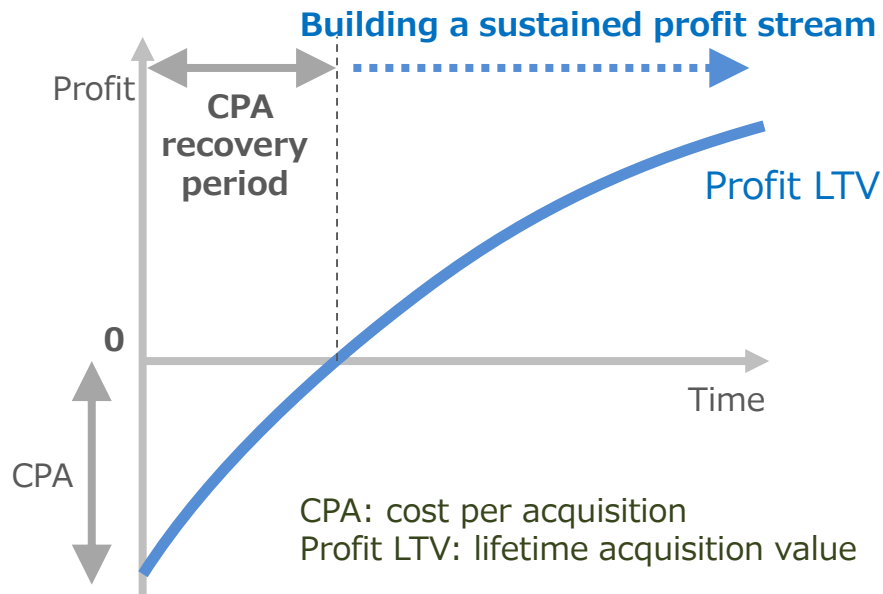 Building a sustained profit stream
Profit
CPA
recovery
period
Profit LTV
0
Time
CPA
CPA: cost per acquisition
Profit LTV: lifetime acquisition value